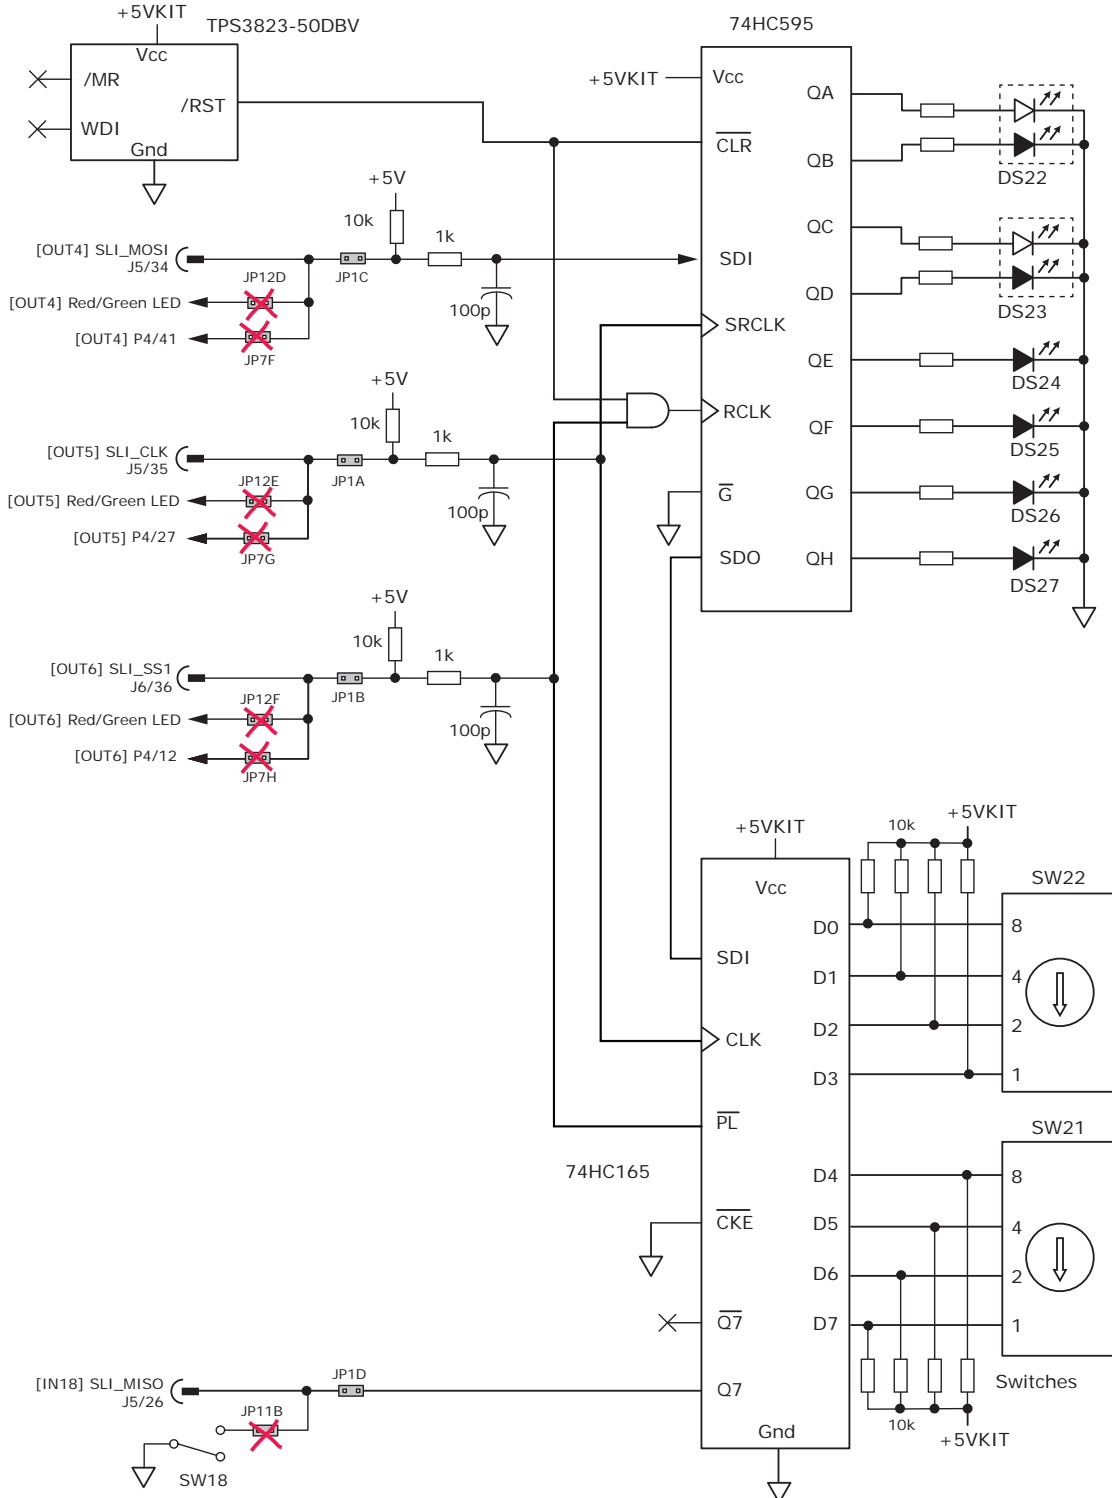 +5VKIT
TPS3823-50DBV
Vcc
/MR
/RST
WDI
Gnd
74HC595
+5VKIT
Vcc
QA
CLR
QB
DS22
+5V
10k
1k
[OUT4] SLI_MOSI
J5/34
JP1C
SDI
QC
JP12D
[OUT4] Red/Green LED
100p
QD
DS23
[OUT4] P4/41
JP7F
SRCLK
QE
DS24
+5V
10k
RCLK
1k
QF
DS25
[OUT5] SLI_CLK
J5/35
JP1A
JP12E
[OUT5] Red/Green LED
100p
G
QG
DS26
[OUT5] P4/27
JP7G
SDO
QH
DS27
+5V
10k
1k
[OUT6] SLI_SS1
J6/36
JP1B
JP12F
[OUT6] Red/Green LED
100p
[OUT6] P4/12
JP7H
+5VKIT
10k
+5VKIT
Vcc
SW22
D0
8
SDI
D1
4
D2
2
CLK
D3
1
PL
SW21
74HC165
D4
8
CKE
D5
4
D6
2
Q7
D7
1
[IN18] SLI_MISO
J5/26
JP1D
Q7
Switches
JP11B
10k
+5VKIT
Gnd
SW18